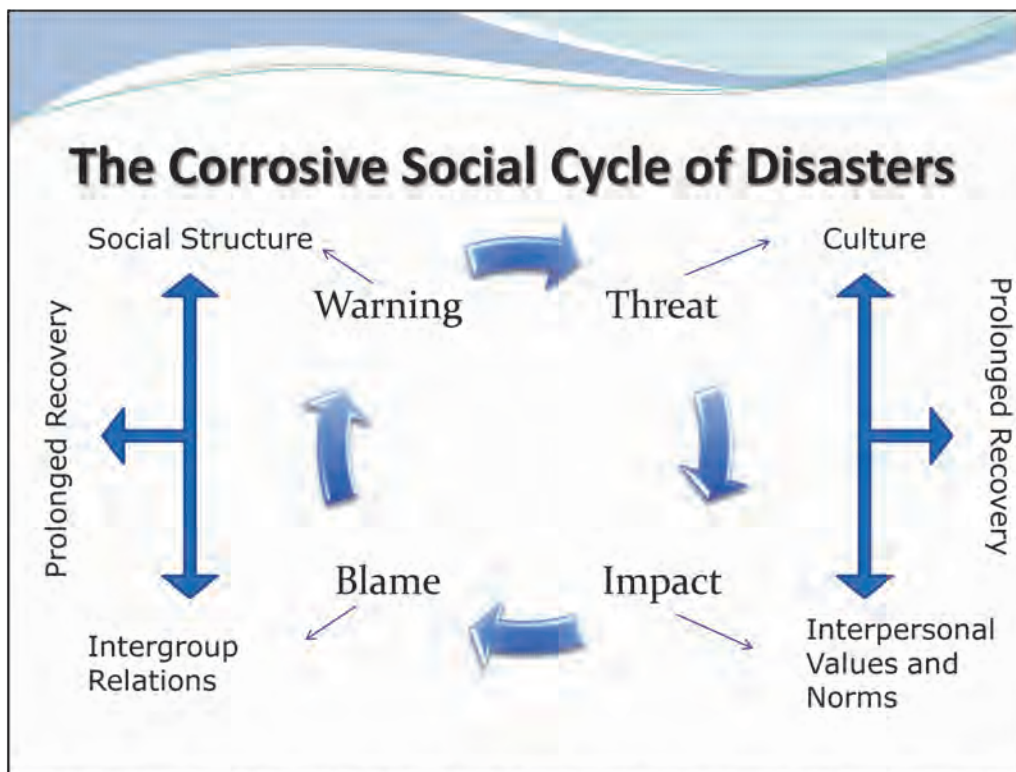 The Corrosive Social Cycle of Disasters
Social Structure
Culture
Warning
Threat
Prolonged Recovery
Prolonged Recovery
Blame
Impact
Intergroup
Relations
Interpersonal
Values and
Norms